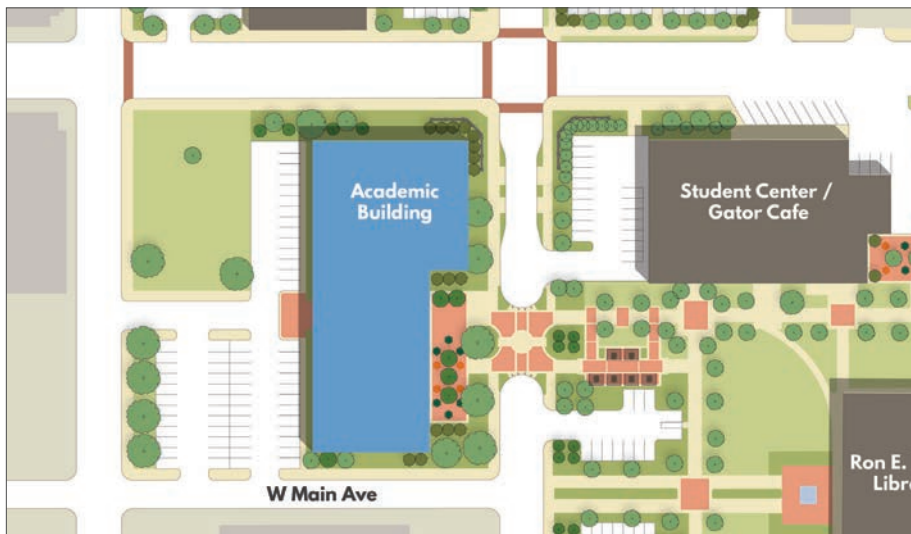 Academic
Building
Student Center /
Gator Cafe
Ron E.
Libr
W Main Ave